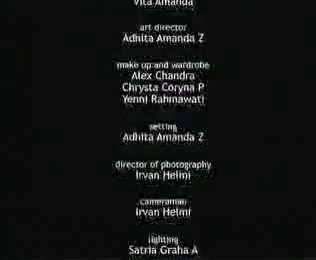 Vita Amanda
art director
Adhita Amanda Z
make up and wardrobe
Alex Chandra
Chrysta Coryna P
Yenni Rahmawati
setting
Adhita Amanda Z
director of photography
Irvan Helmi
cameraman
Irvan Helmi
lighting
Satria Graha A